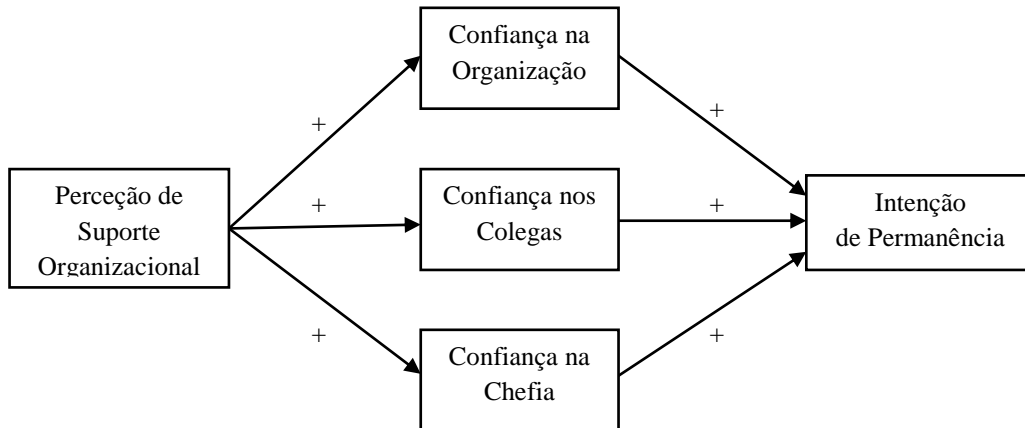 Confiança na
Organização
+
+
Perceção de
Suporte
Organizacional
+
Confiança nos
Colegas
+
Intenção
de Permanência
+
+
Confiança na
Chefia